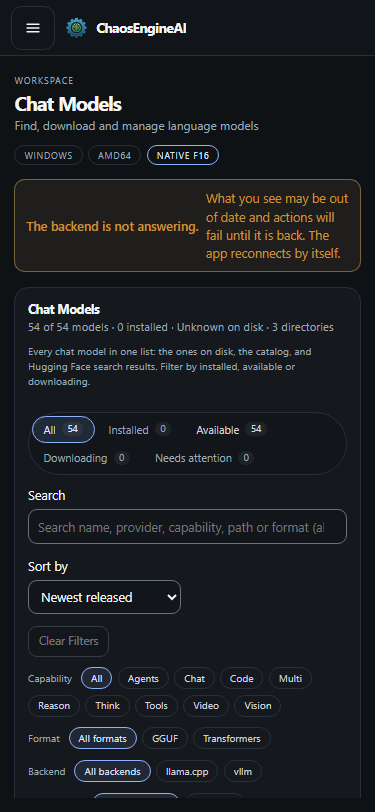 ChaosEngineAI
WORKSPACE
Chat Models
Find, download and manage language models
WINDOWS AMD64 NATIVE F16
The backend is not answering.
What you see may be out
of date and actions will
fail until it is back. The
app reconnects by itself.
Chat Models
54 of 54 models · 0 installed · Unknown on disk · 3 directories
Every chat model in one list: the ones on disk, the catalog, and
Hugging Face search results. Filter by installed, available or
downloading.
All 54 Installed 0 Available 54
Downloading 0 Needs attention 0
Search
Search name, provider, capability, path or format (al
Sort by
Newest released
Clear Filters
Capability All Agents Chat Code Multi
Reason Think Tools Video Vision
Format All formats GGUF Transformers
Backend All backends llama.cpp vllm